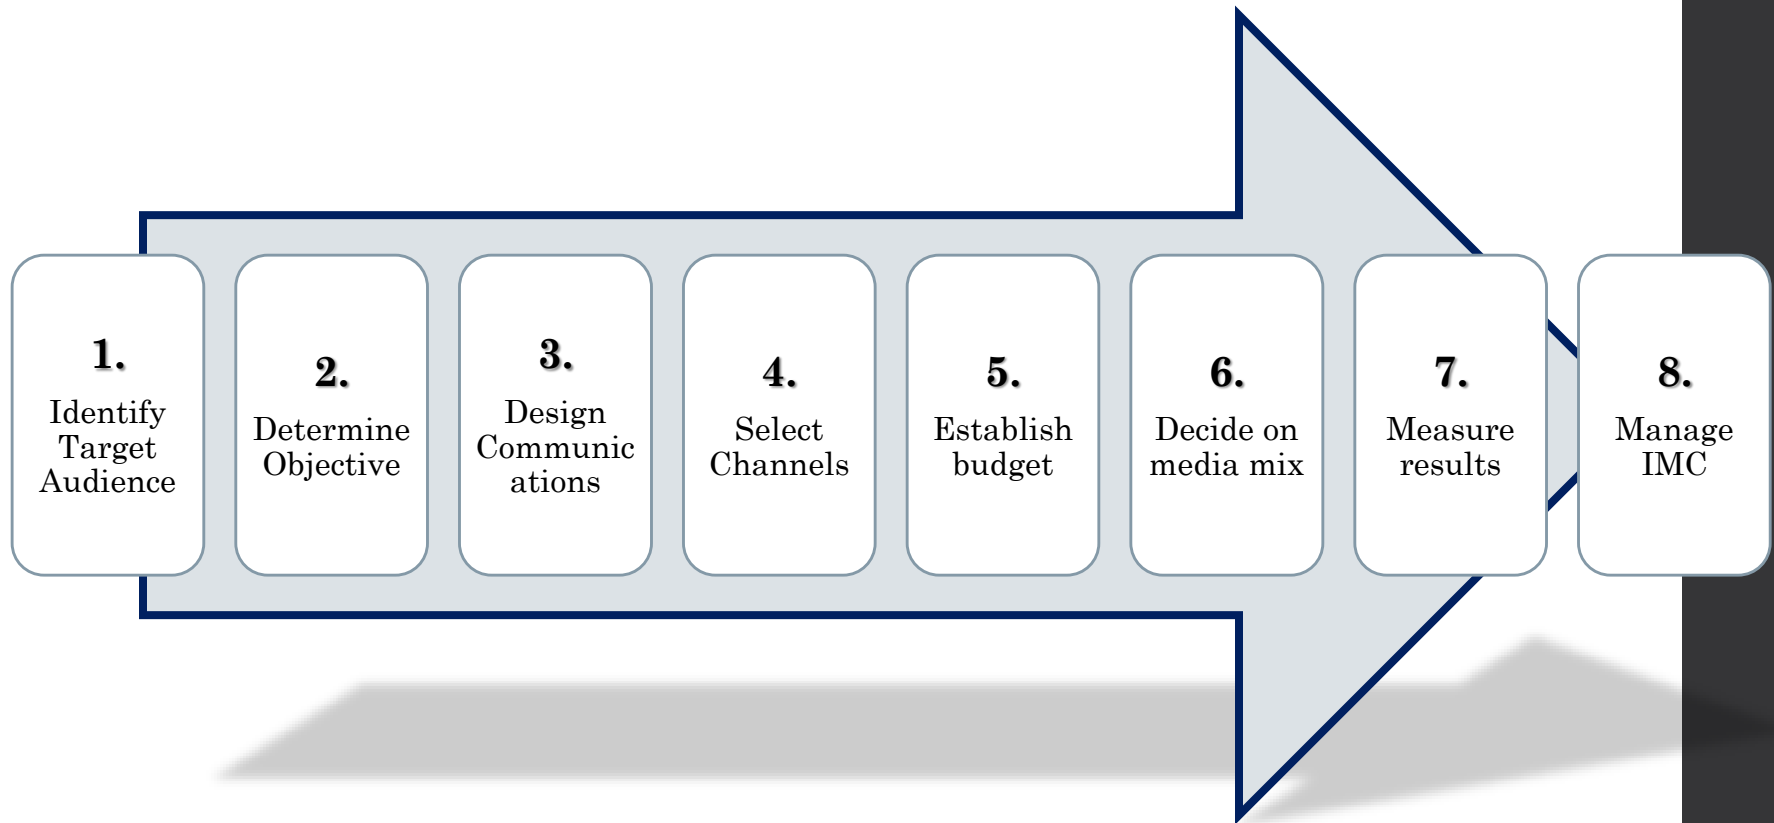 1.
Identify
Target
Audience
2.
Determine
Objective
3.
Design
Communic
ations
4.
Select
Channels
5.
Establish
budget
6.
Decide on
media mix
7.
Measure
results
8.
Manage
IMC